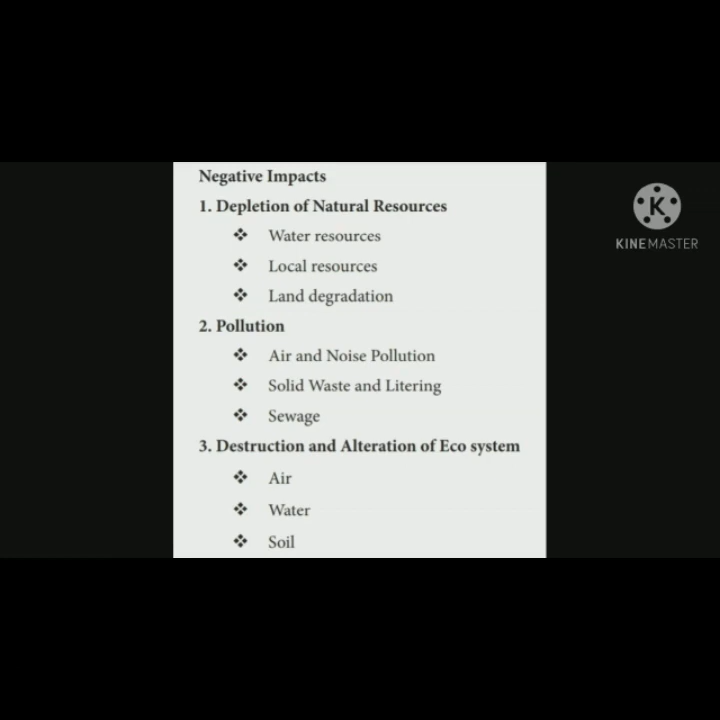 Negative Impacts
1. Depletion of Natural Resources
❖ Water resources
❖ Local resources
❖ Land degradation
2. Pollution
❖ Air and Noise Pollution
❖ Solid Waste and Litering
❖ Sewage
3. Destruction and Alteration of Eco system
❖ Air
❖ Water
❖ Soil
K
KINEMASTER